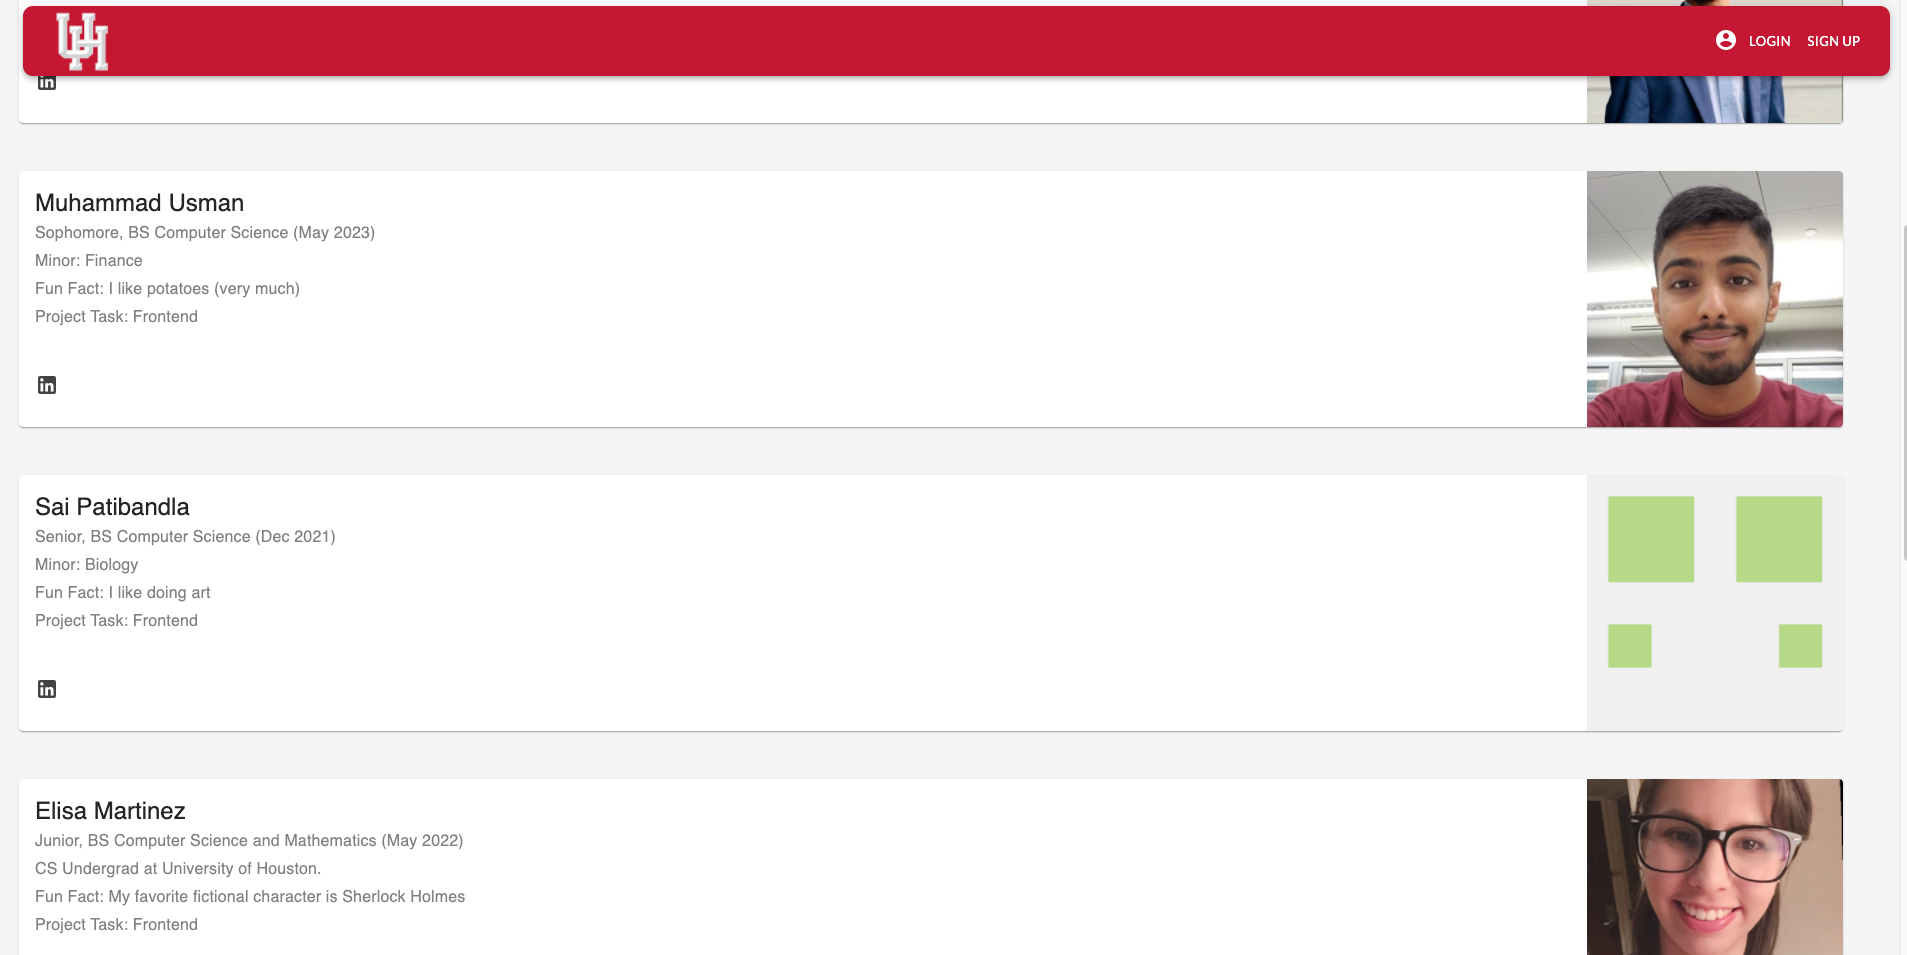 UH
LOGIN SIGN UP
in
Muhammad Usman
Sophomore, BS Computer Science (May 2023)
Minor: Finance
Fun Fact: I like potatoes (very much)
Project Task: Frontend
in
Sai Patibandla
Senior, BS Computer Science (Dec 2021)
Minor: Biology
Fun Fact: I like doing art
Project Task: Frontend
in
Elisa Martinez
Junior, BS Computer Science and Mathematics (May 2022)
CS Undergrad at University of Houston.
Fun Fact: My favorite fictional character is Sherlock Holmes
Project Task: Frontend